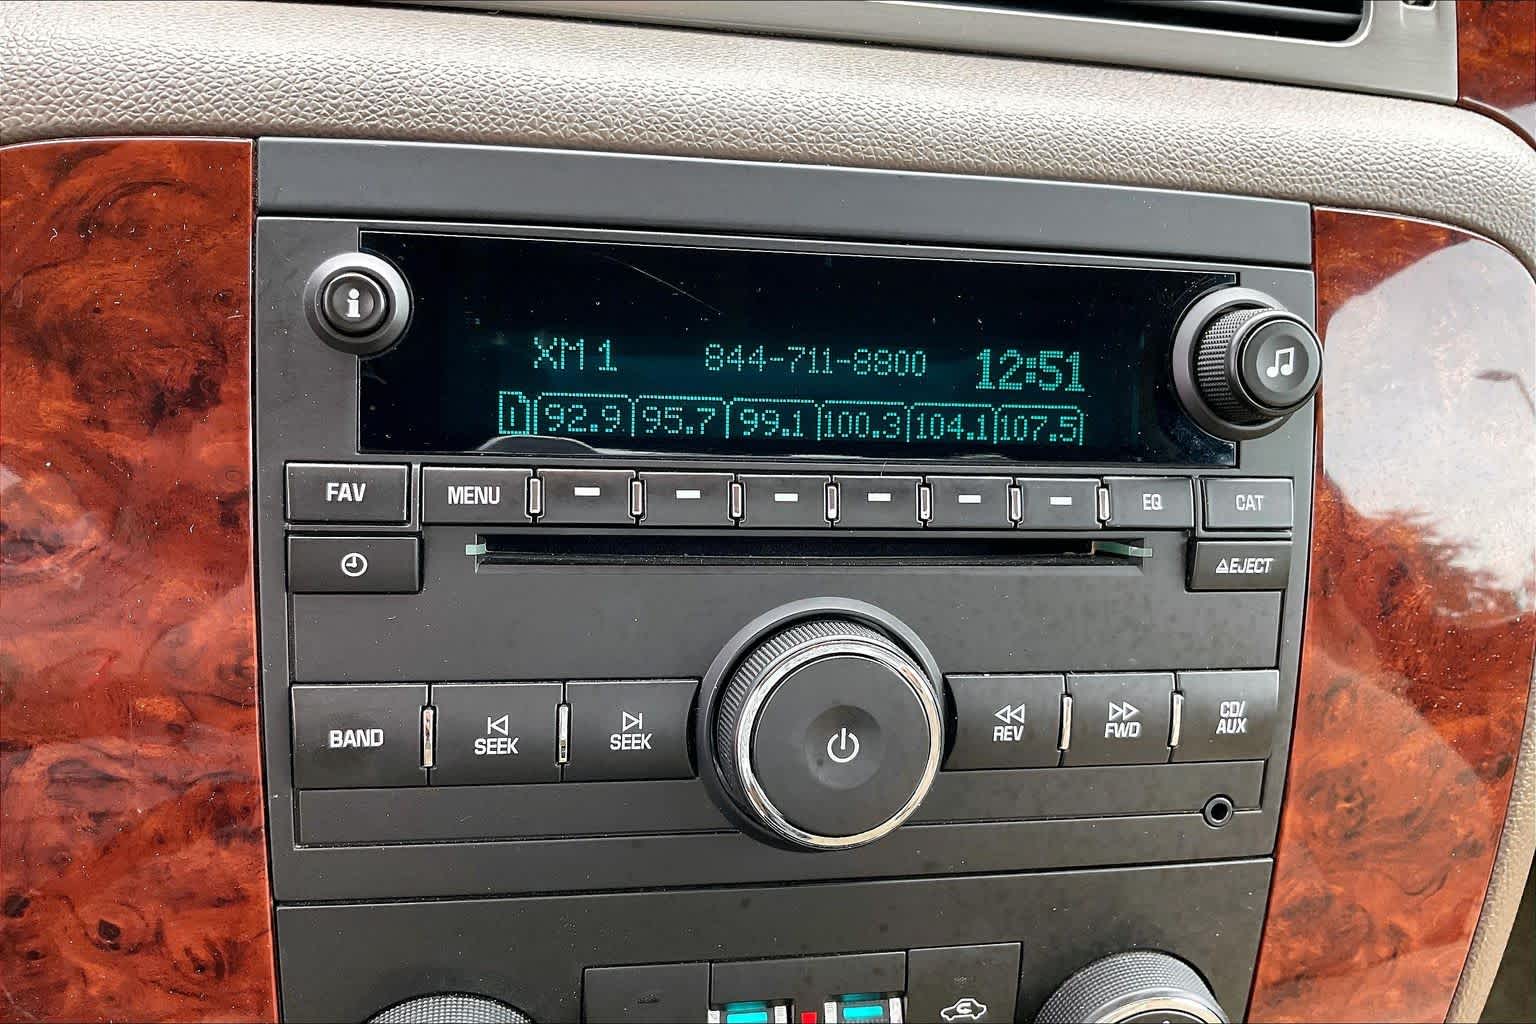 i
XM1 844-711-8800 12:51
1 92.9 95.7 99.1 100.3 104.1 107.5
FAV MENU EQ CAT
EJECT
BAND SEEK SEEK REV FWD CD/
AUX